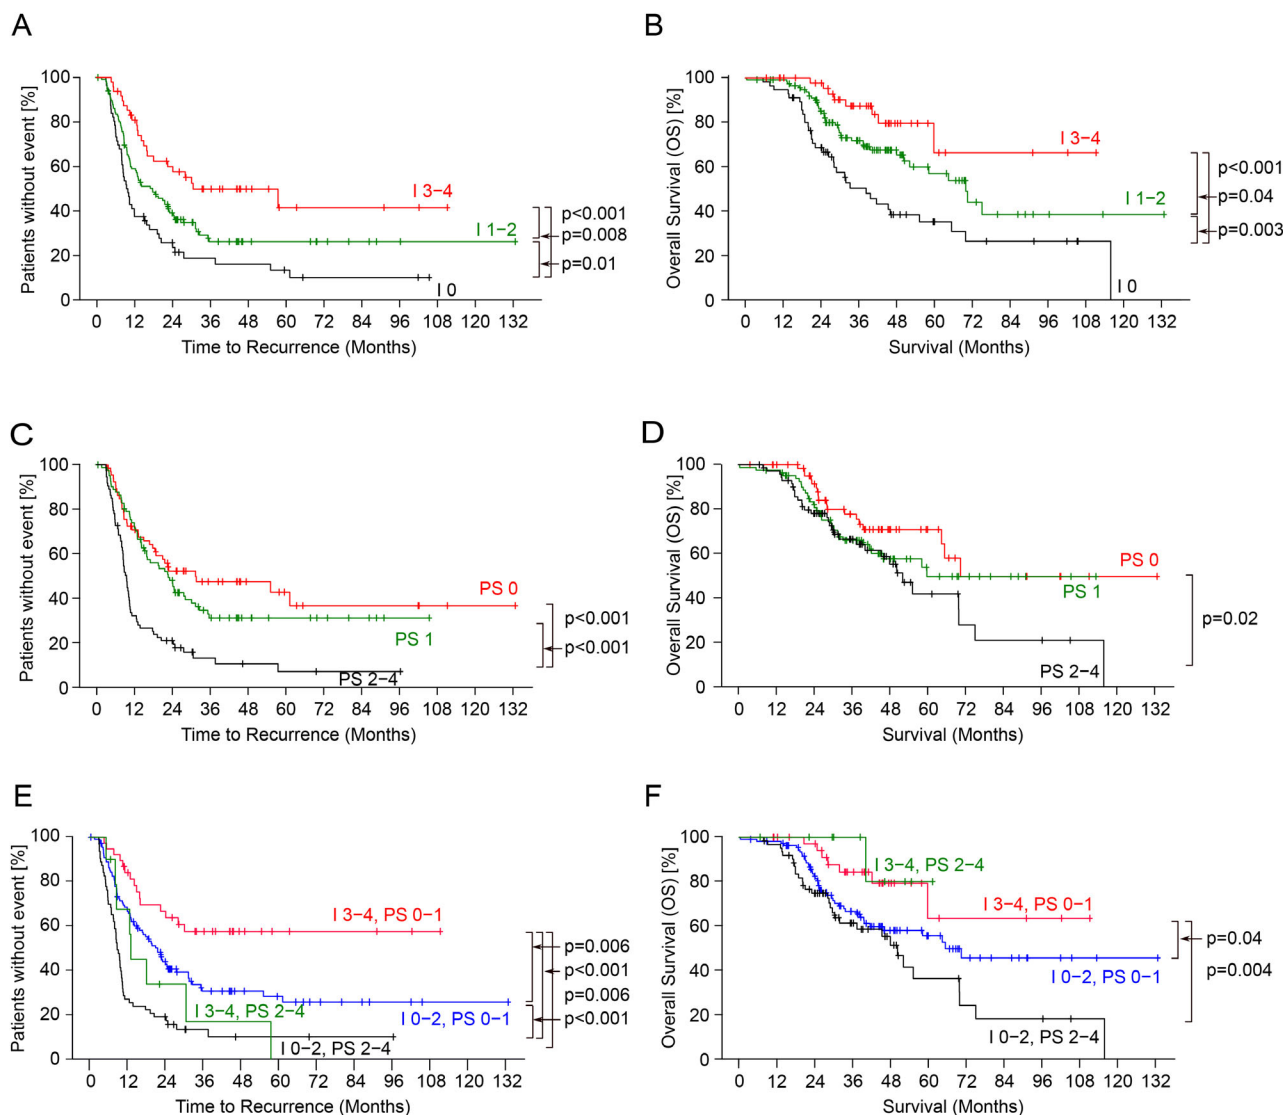 A
Patients without event [%]
100
80
60
40
20
0
I 3−4
I 1−2
I 0
p<0.001
p=0.008
p=0.01
0 12 24 36 48 60 72 84 96 108 120 132
Time to Recurrence (Months)
B
Overall Survival (OS) [%]
100
80
60
40
20
0
I 3−4
I 1−2
I 0
p<0.001
p=0.04
p=0.003
0 12 24 36 48 60 72 84 96 108 120 132
Survival (Months)
C
Patients without event [%]
100
80
60
40
20
0
PS 0
PS 1
PS 2−4
p<0.001
p<0.001
0 12 24 36 48 60 72 84 96 108 120 132
Time to Recurrence (Months)
D
Overall Survival (OS) [%]
100
80
60
40
20
0
PS 0
PS 1
PS 2−4
p=0.02
0 12 24 36 48 60 72 84 96 108 120 132
Survival (Months)
E
Patients without event [%]
100
80
60
40
20
0
I 3−4, PS 0−1
I 3−4, PS 2−4
I 0−2, PS 0−1
I 0−2, PS 2−4
p=0.006
p<0.001
p=0.006
p<0.001
0 12 24 36 48 60 72 84 96 108 120 132
Time to Recurrence (Months)
F
Overall Survival (OS) [%]
100
80
60
40
20
0
I 3−4, PS 2−4
I 3−4, PS 0−1
I 0−2, PS 0−1
I 0−2, PS 2−4
p=0.04
p=0.004
0 12 24 36 48 60 72 84 96 108 120 132
Survival (Months)